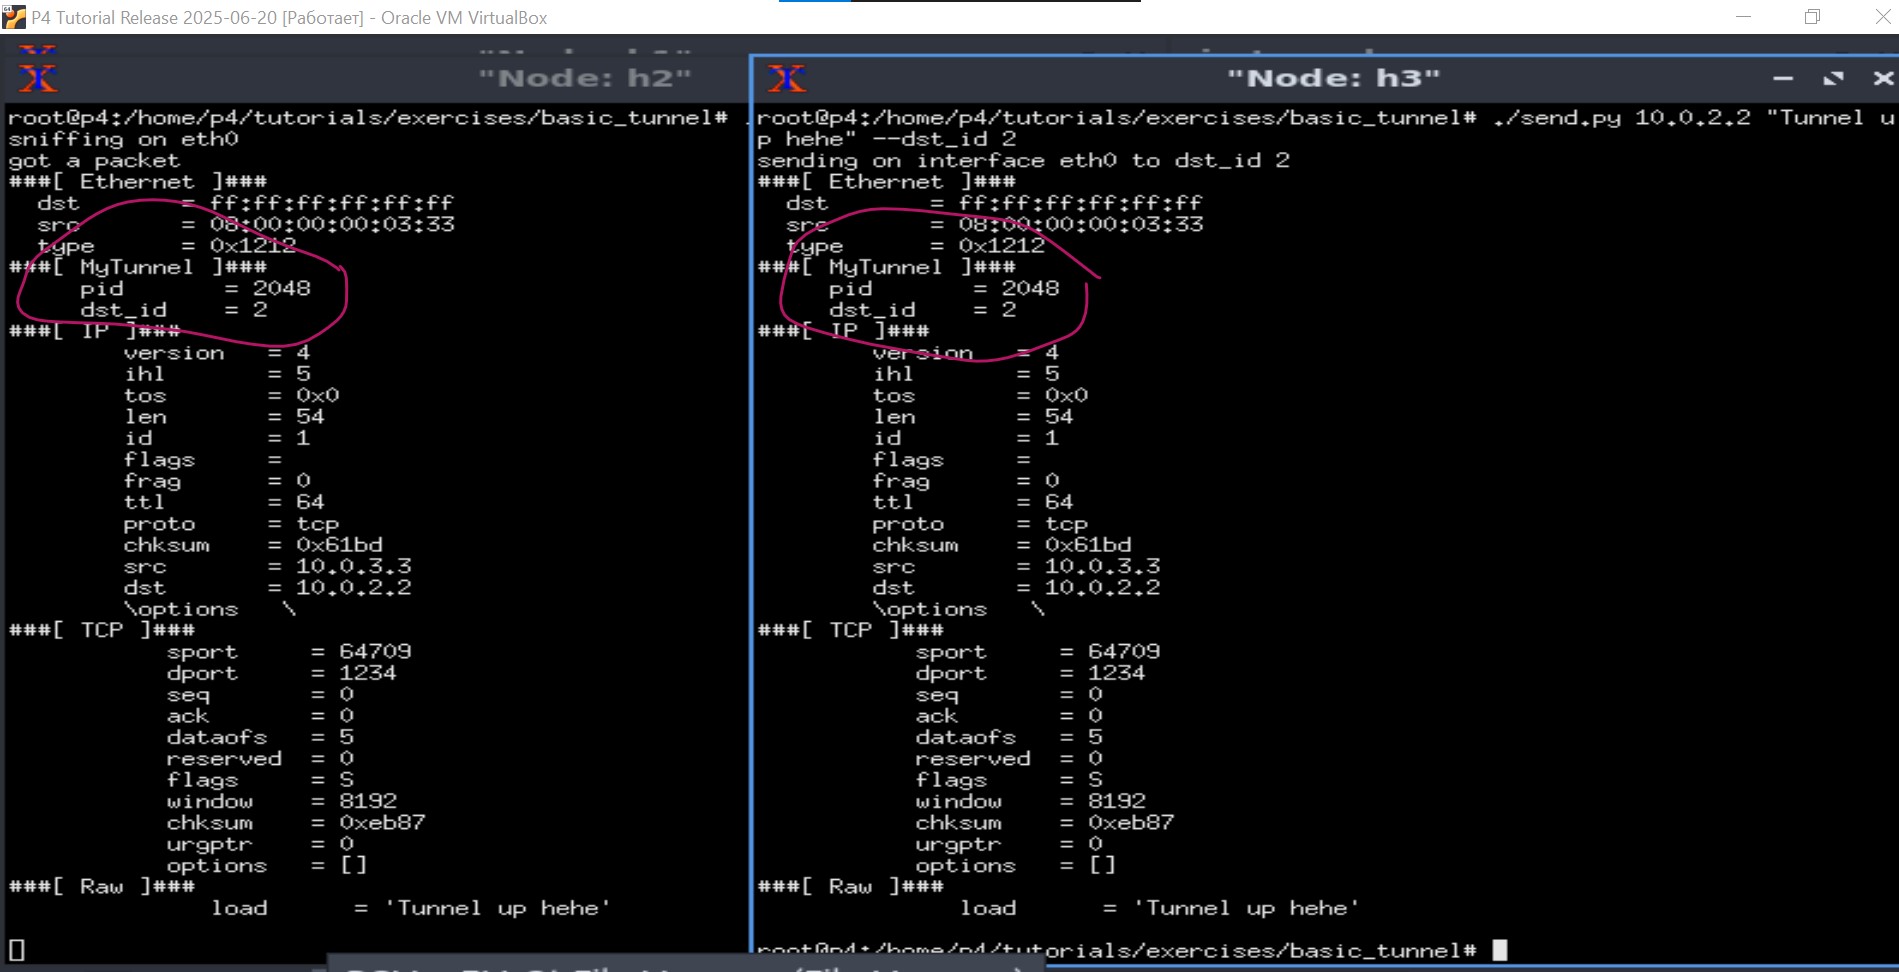 P4 Tutorial Release 2025-06-20 [Работает] - Oracle VM VirtualBox
"Node: h2"
root@p4:/home/p4/tutorials/exercises/basic_tunnel# .
sniffing on eth0
got a packet
###[ Ethernet ]###
dst = ff:ff:ff:ff:ff:ff
src = 08:00:00:00:03:33
type = 0x1212
###[ MyTunnel ]###
pid = 2048
dst_id = 2
###[ IP ]###
version = 4
ihl = 5
tos = 0x0
len = 54
id = 1
flags =
frag = 0
ttl = 64
proto = tcp
chksum = 0x61bd
src = 10.0.3.3
dst = 10.0.2.2
\options \
###[ TCP ]###
sport = 64709
dport = 1234
seq = 0
ack = 0
dataofs = 5
reserved = 0
flags = S
window = 8192
chksum = 0xeb87
urgptr = 0
options = []
###[ Raw ]###
load = 'Tunnel up hehe'
"Node: h3"
root@p4:/home/p4/tutorials/exercises/basic_tunnel# ./send.py 10.0.2.2 "Tunnel u
p hehe" --dst_id 2
sending on interface eth0 to dst_id 2
###[ Ethernet ]###
dst = ff:ff:ff:ff:ff:ff
src = 08:00:00:00:03:33
type = 0x1212
###[ MyTunnel ]###
pid = 2048
dst_id = 2
###[ IP ]###
version = 4
ihl = 5
tos = 0x0
len = 54
id = 1
flags =
frag = 0
ttl = 64
proto = tcp
chksum = 0x61bd
src = 10.0.3.3
dst = 10.0.2.2
\options \
###[ TCP ]###
sport = 64709
dport = 1234
seq = 0
ack = 0
dataofs = 5
reserved = 0
flags = S
window = 8192
chksum = 0xeb87
urgptr = 0
options = []
###[ Raw ]###
load = 'Tunnel up hehe'
root@p4:/home/p4/tutorials/exercises/basic_tunnel#